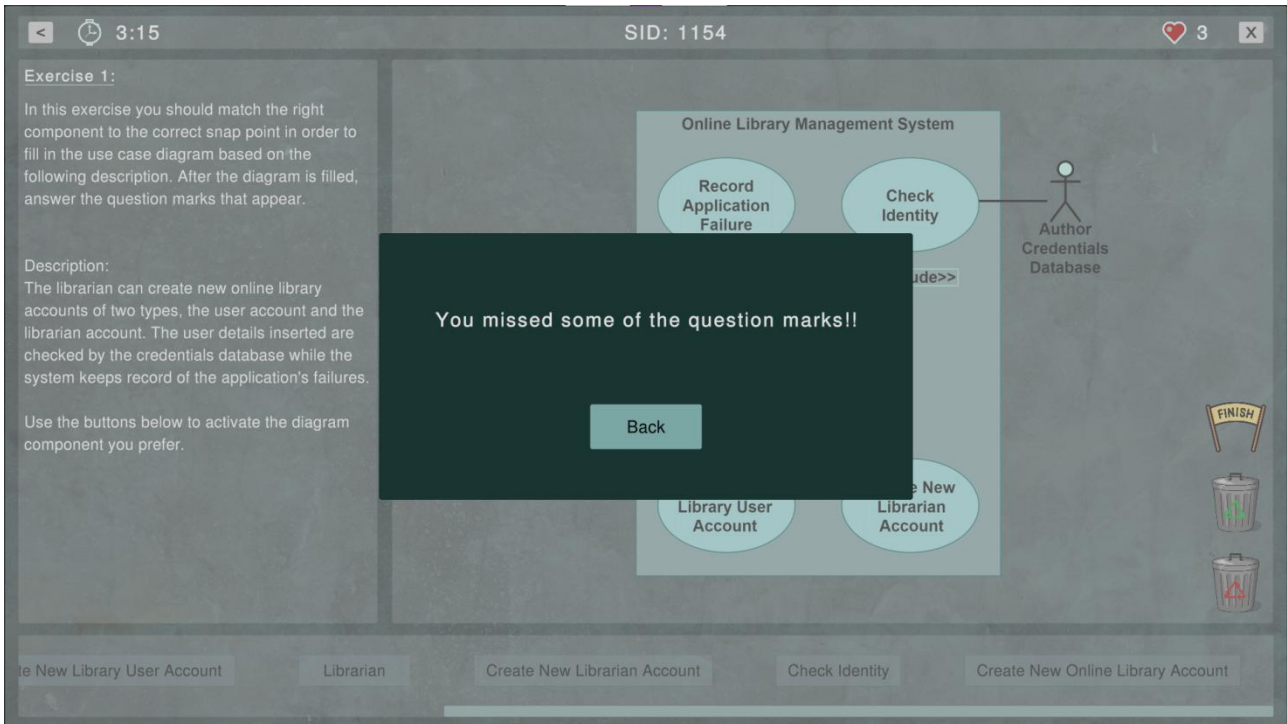 <
3:15
SID: 1154
3
X
Exercise 1:
In this exercise you should match the right
component to the correct snap point in order to
fill in the use case diagram based on the
following description. After the diagram is filled,
answer the question marks that appear.
Description:
The librarian can create new online library
accounts of two types, the user account and the
librarian account. The user details inserted are
checked by the credentials database while the
system keeps record of the application's failures.
Use the buttons below to activate the diagram
component you prefer.
Online Library Management System
Record
Application
Failure
Check
Identity
Author
Credentials
Database
ude>>
You missed some of the question marks!!
Back
Library User
Account
e New
Librarian
Account
FINISH
te New Library User Account
Librarian
Create New Librarian Account
Check Identity
Create New Online Library Account